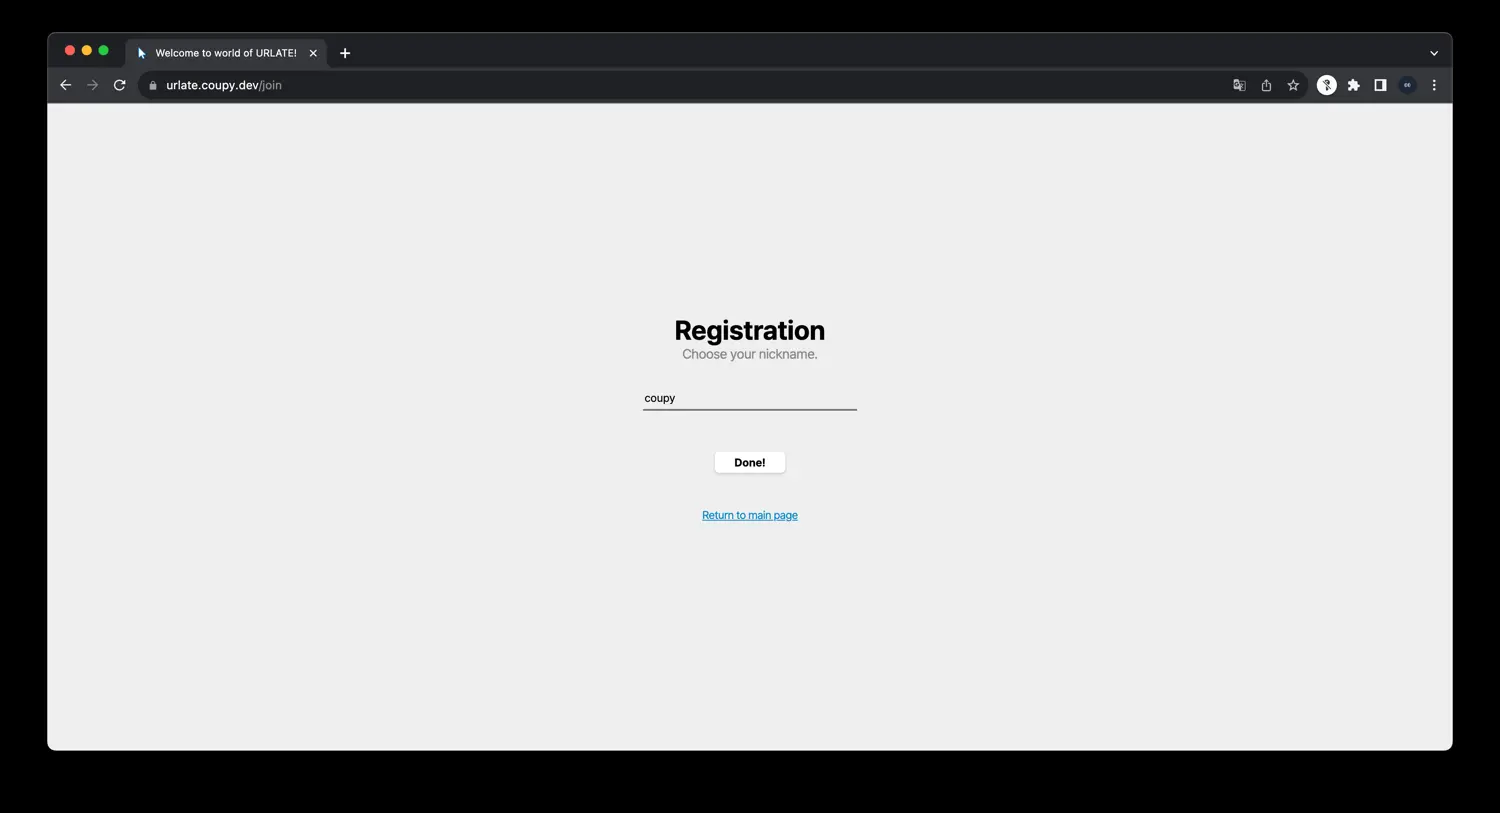 Welcome to world of URLATE!
urlate.coupy.dev/join
Registration
Choose your nickname.
coupy
Done!
Return to main page